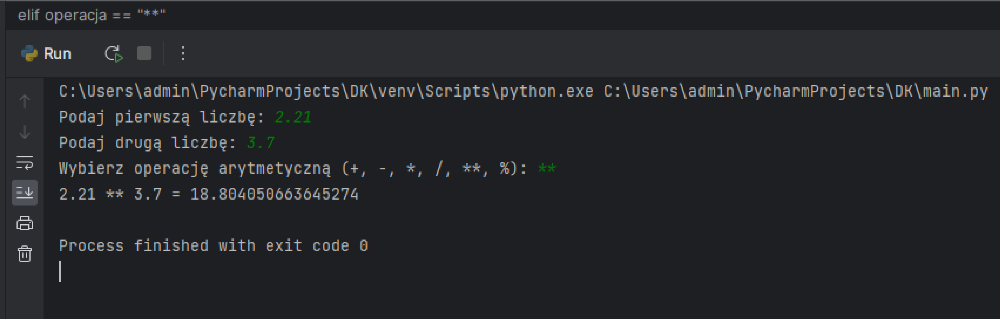 elif operacja == "**"
Run
C:\Users\admin\PycharmProjects\DK\venv\Scripts\python.exe C:\Users\admin\PycharmProjects\DK\main.py
Podaj pierwszą liczbę: 2.21
Podaj drugą liczbę: 3.7
Wybierz operację arytmetyczną (+, -, *, /, **, %): **
2.21 ** 3.7 = 18.804050663645274
Process finished with exit code 0